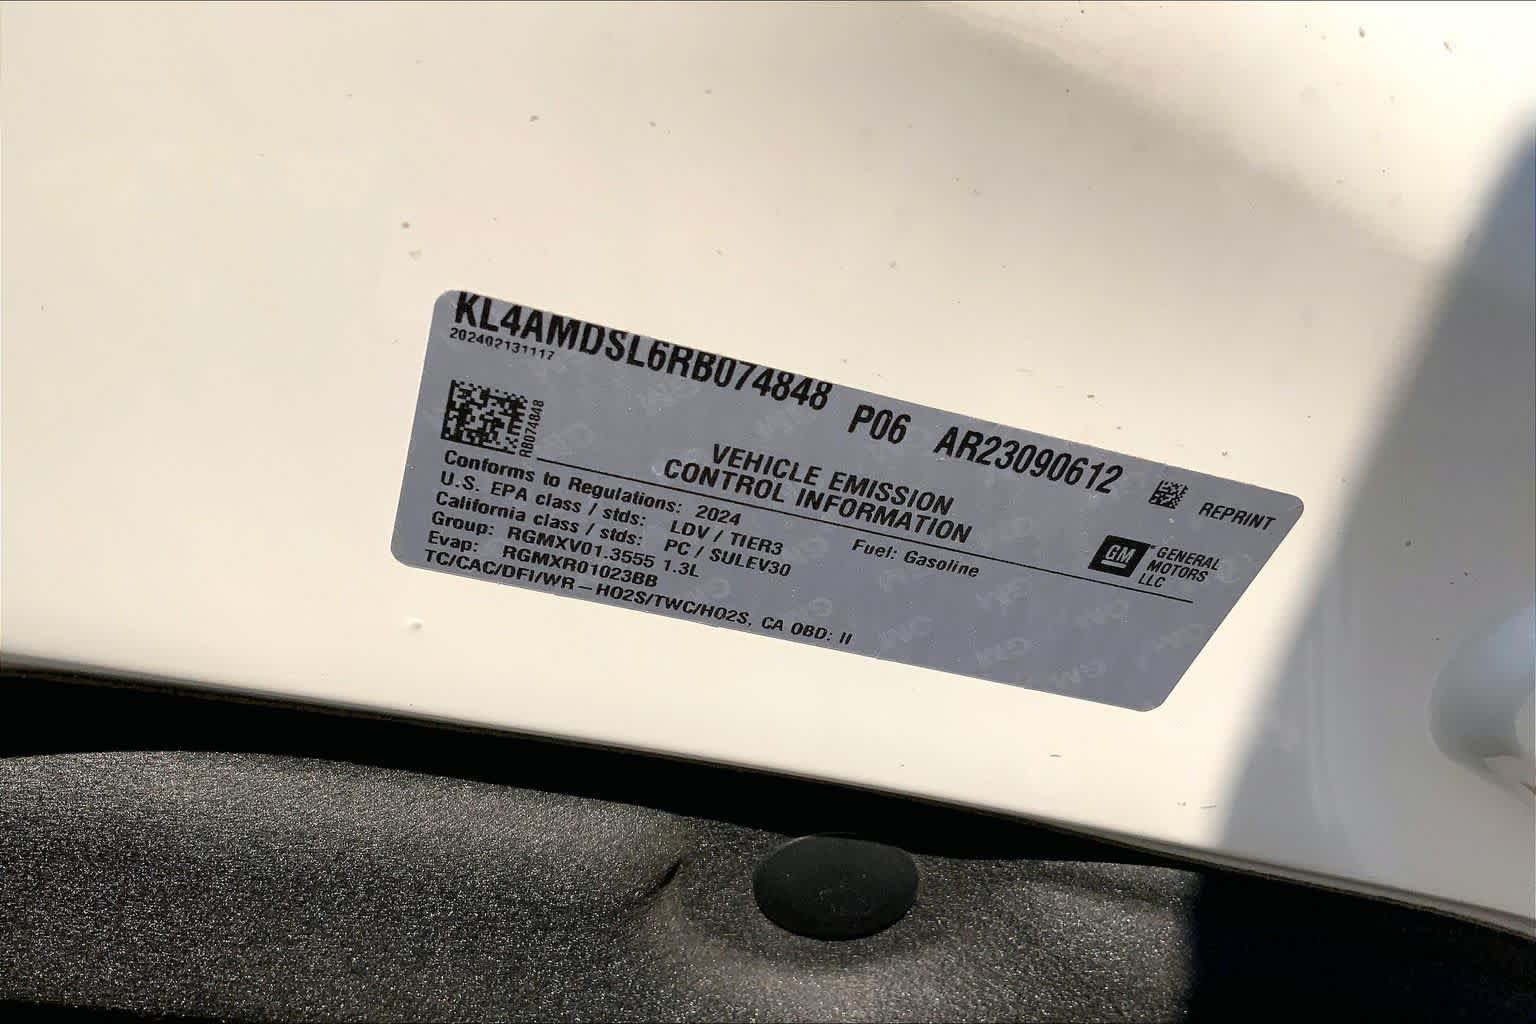 KL4AMDSL6RB074848 P06 AR23090612 REPRINT
202402131117
RB074848
VEHICLE EMISSION
CONTROL INFORMATION
GM GENERAL
MOTORS
LLC
Conforms to Regulations: 2024
U.S. EPA class / stds: LDV / TIER3 Fuel: Gasoline
California class / stds: PC / SULEV30
Group: RGMXV01.3555 1.3L
Evap: RGMXR01023BB
TC/CAC/DFI/WR-HO2S/TWC/HO2S, CA OBD: II